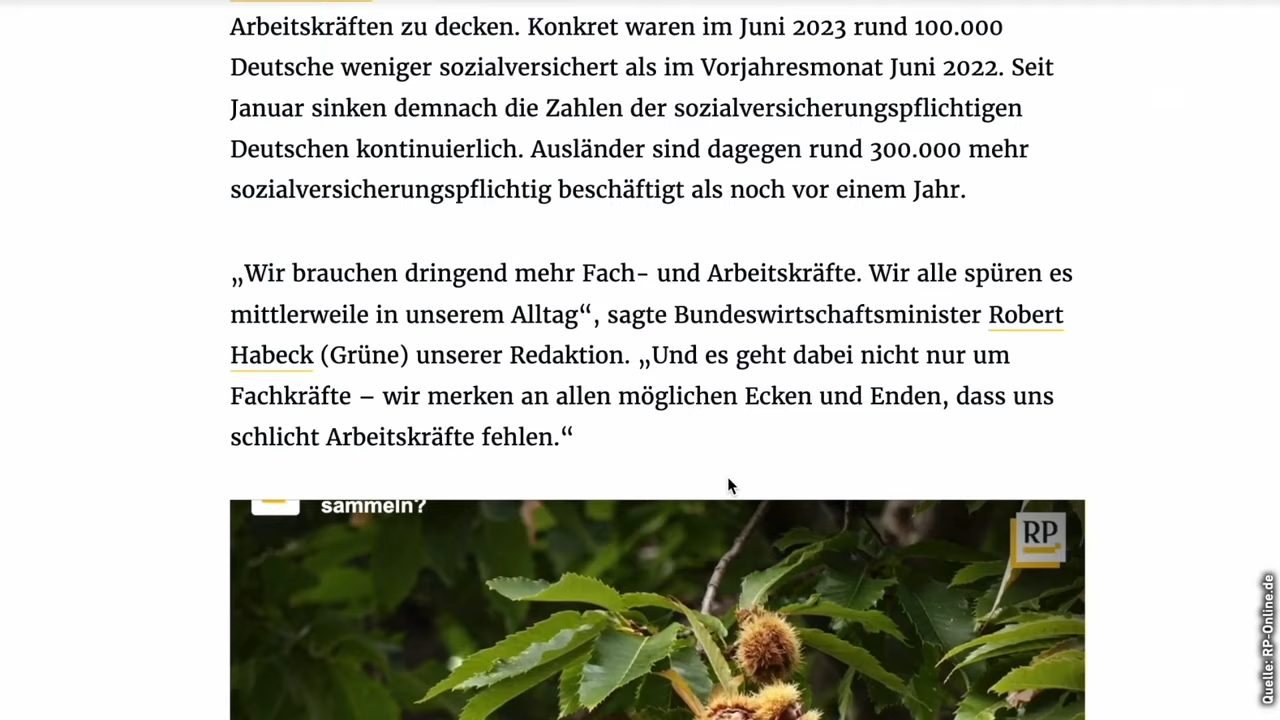 Arbeitskräften zu decken. Konkret waren im Juni 2023 rund 100.000
Deutsche weniger sozialversichert als im Vorjahresmonat Juni 2022. Seit
Januar sinken demnach die Zahlen der sozialversicherungspflichtigen
Deutschen kontinuierlich. Ausländer sind dagegen rund 300.000 mehr
sozialversicherungspflichtig beschäftigt als noch vor einem Jahr.
„Wir brauchen dringend mehr Fach- und Arbeitskräfte. Wir alle spüren es
mittlerweile in unserem Alltag“, sagte Bundeswirtschaftsminister Robert
Habeck (Grüne) unserer Redaktion. „Und es geht dabei nicht nur um
Fachkräfte – wir merken an allen möglichen Ecken und Enden, dass uns
schlicht Arbeitskräfte fehlen.“
sammeln?
RP
Quelle: RP-Online.de